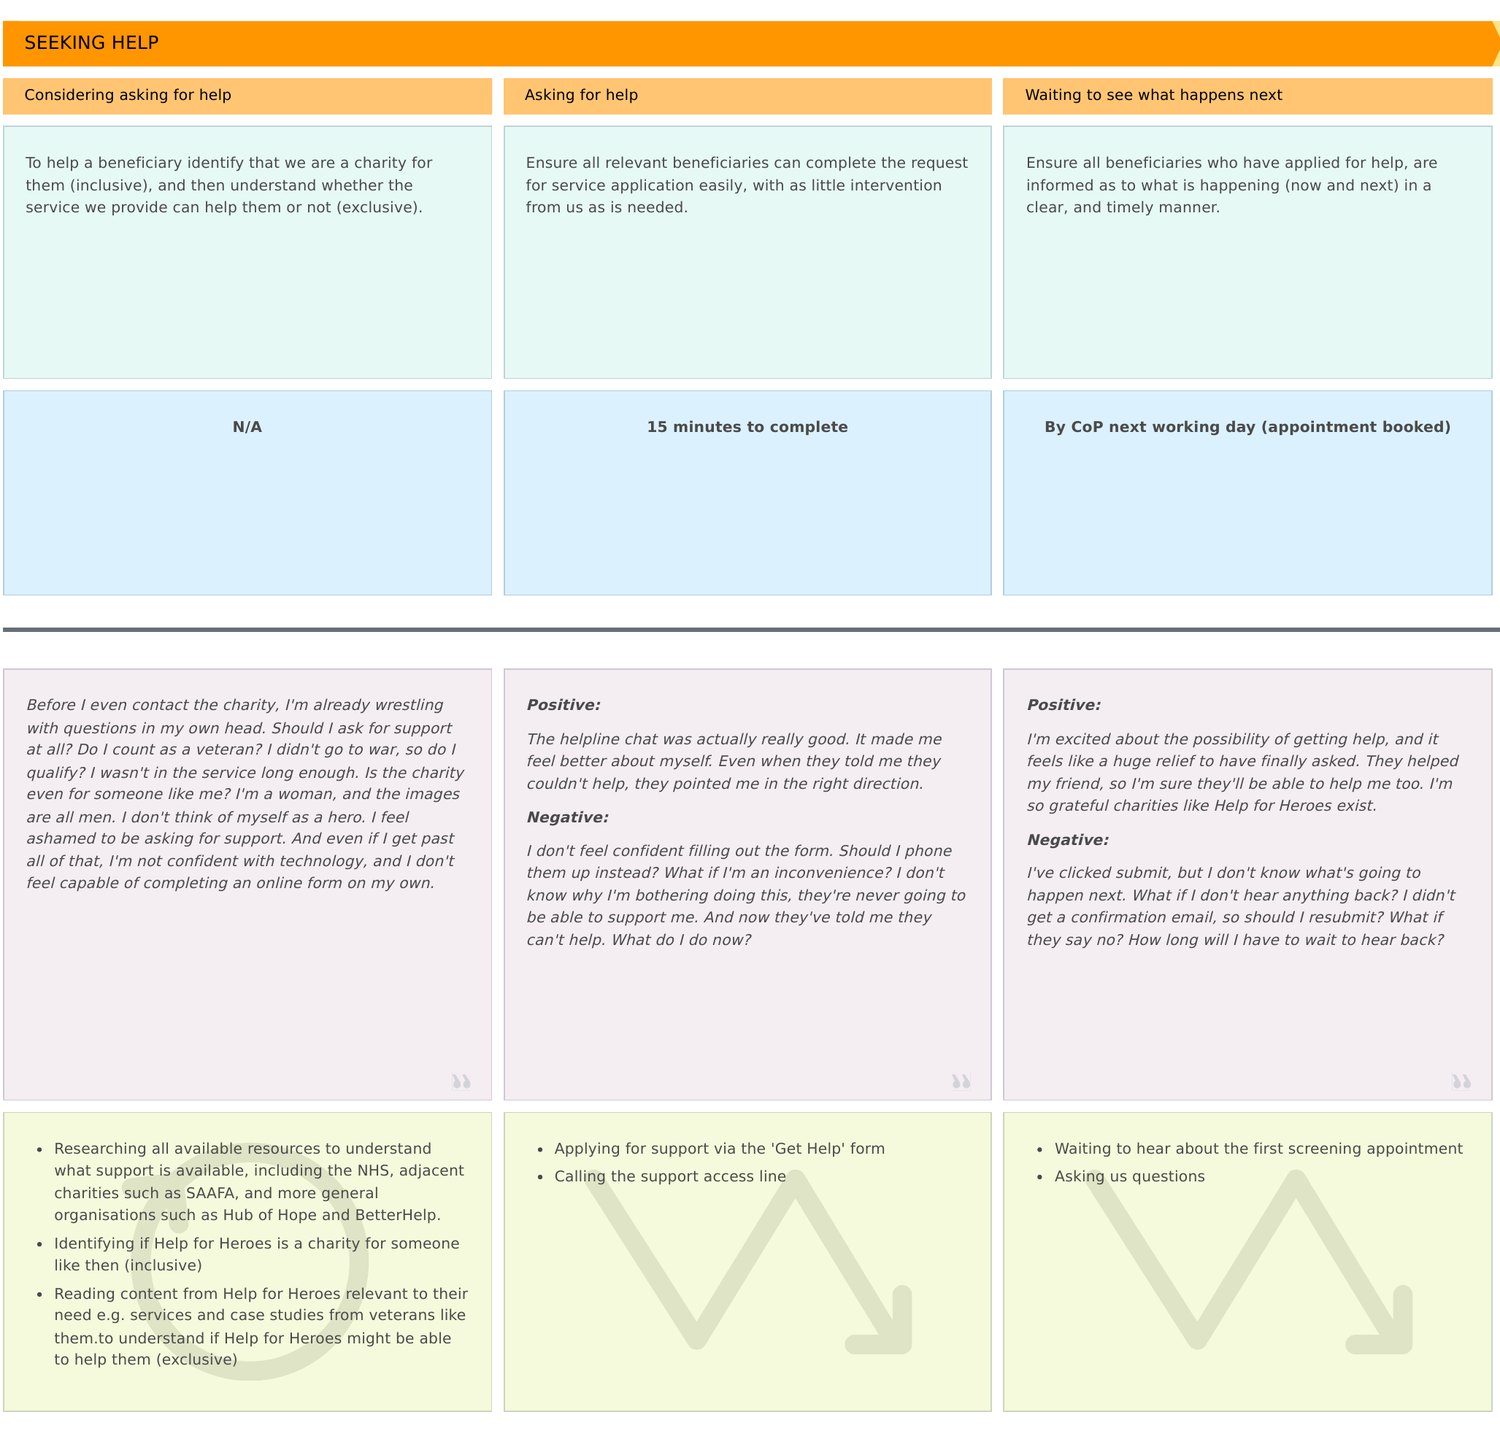 SEEKING HELP
Considering asking for help
Asking for help
Waiting to see what happens next
To help a beneficiary identify that we are a charity for
them (inclusive), and then understand whether the
service we provide can help them or not (exclusive).
Ensure all relevant beneficiaries can complete the request
for service application easily, with as little intervention
from us as is needed.
Ensure all beneficiaries who have applied for help, are
informed as to what is happening (now and next) in a
clear, and timely manner.
N/A
15 minutes to complete
By CoP next working day (appointment booked)
Before I even contact the charity, I'm already wrestling
with questions in my own head. Should I ask for support
at all? Do I count as a veteran? I didn't go to war, so do I
qualify? I wasn't in the service long enough. Is the charity
even for someone like me? I'm a woman, and the images
are all men. I don't think of myself as a hero. I feel
ashamed to be asking for support. And even if I get past
all of that, I'm not confident with technology, and I don't
feel capable of completing an online form on my own.
Positive:
The helpline chat was actually really good. It made me
feel better about myself. Even when they told me they
couldn't help, they pointed me in the right direction.
Negative:
I don't feel confident filling out the form. Should I phone
them up instead? What if I'm an inconvenience? I don't
know why I'm bothering doing this, they're never going to
be able to support me. And now they've told me they
can't help. What do I do now?
Positive:
I'm excited about the possibility of getting help, and it
feels like a huge relief to have finally asked. They helped
my friend, so I'm sure they'll be able to help me too. I'm
so grateful charities like Help for Heroes exist.
Negative:
I've clicked submit, but I don't know what's going to
happen next. What if I don't hear anything back? I didn't
get a confirmation email, so should I resubmit? What if
they say no? How long will I have to wait to hear back?
• Researching all available resources to understand
what support is available, including the NHS, adjacent
charities such as SAAFA, and more general
organisations such as Hub of Hope and BetterHelp.
• Identifying if Help for Heroes is a charity for someone
like then (inclusive)
• Reading content from Help for Heroes relevant to their
need e.g. services and case studies from veterans like
them.to understand if Help for Heroes might be able
to help them (exclusive)
• Applying for support via the 'Get Help' form
• Calling the support access line
• Waiting to hear about the first screening appointment
• Asking us questions